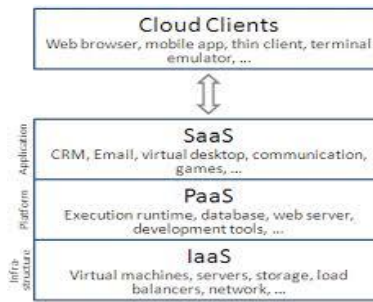 Cloud Clients
Web browser, mobile app, thin client, terminal
emulator, ...
Application
SaaS
CRM, Email, virtual desktop, communication,
games, ...
Platform
PaaS
Execution runtime, database, web server,
development tools, ...
Infra-
structure
IaaS
Virtual machines, servers, storage, load
balancers, network, ...